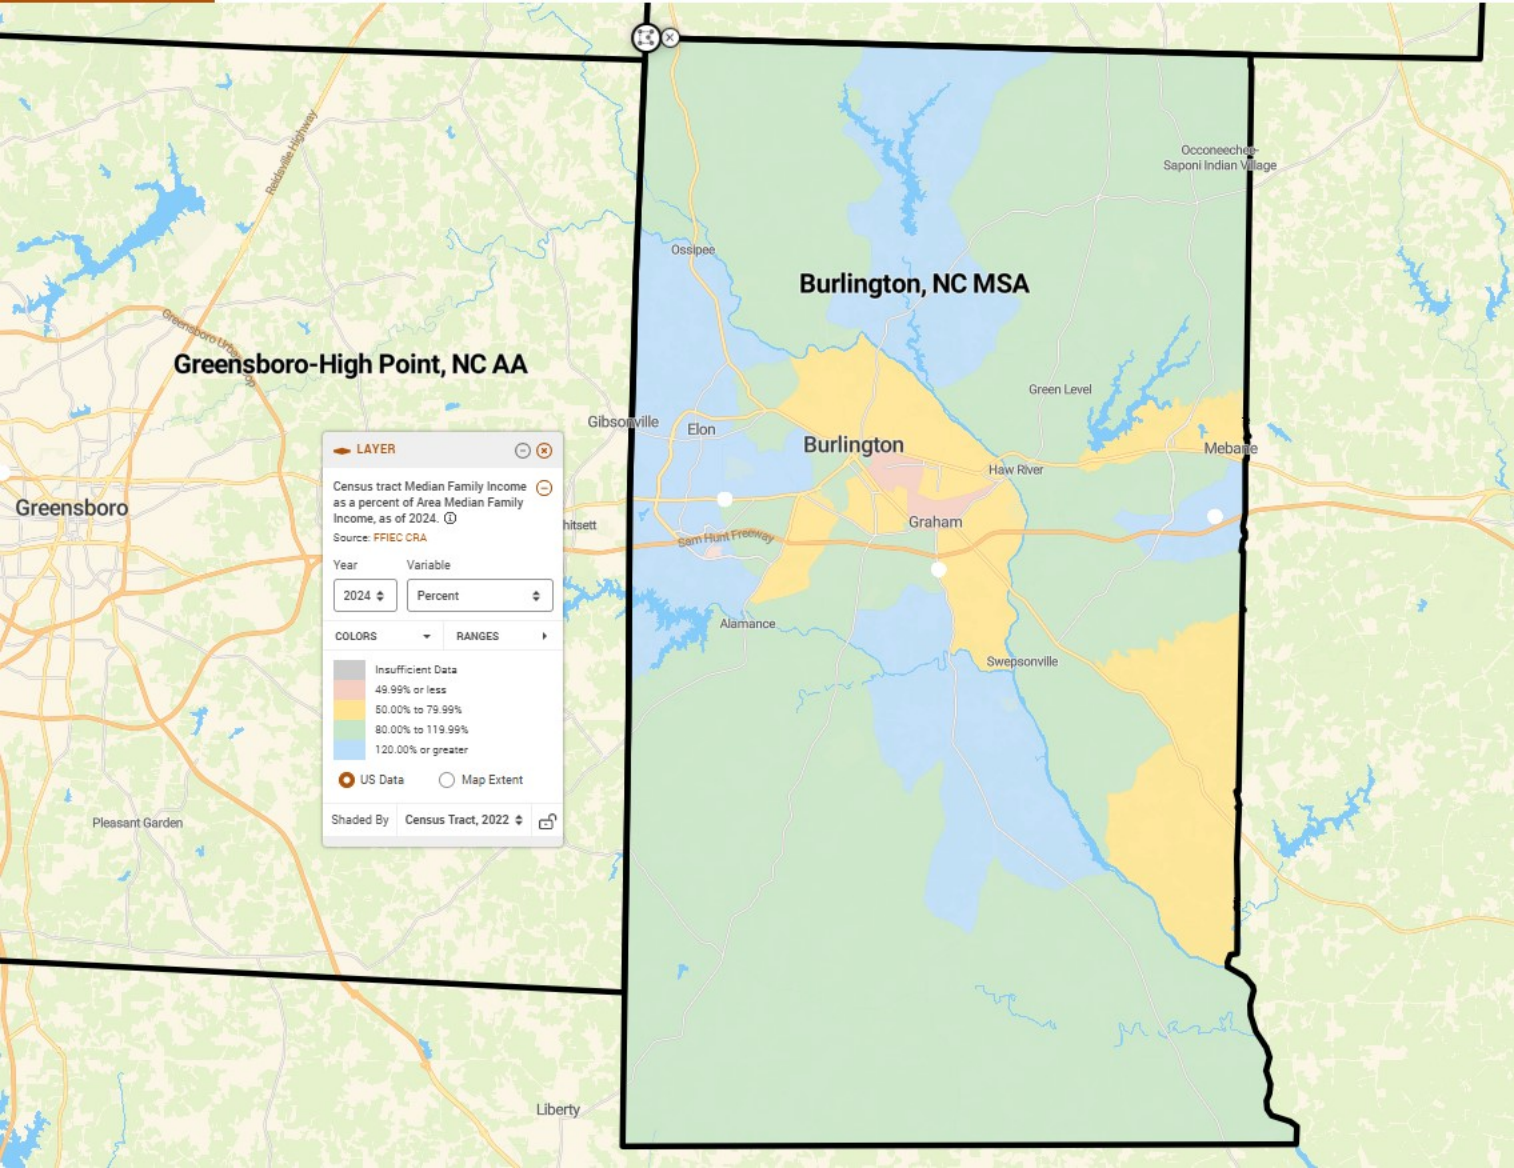 Reidsville Highway
Occoneechee-
Saponi Indian Village
Ossipee
Burlington, NC MSA
Greensboro Urban Loop
Greensboro-High Point, NC AA
Green Level
Gibsonville
Elon
Burlington
Mebane
Haw River
Greensboro
Graham
hitsett
Sam Hunt Freeway
LAYER
Census tract Median Family Income
as a percent of Area Median Family
Income, as of 2024.
Source: FFIEC CRA
Year
Variable
2024
Percent
COLORS
RANGES
Insufficient Data
49.99% or less
50.00% to 79.99%
80.00% to 119.99%
120.00% or greater
US Data
Map Extent
Shaded By
Census Tract, 2022
Alamance
Swepsonville
Pleasant Garden
Liberty